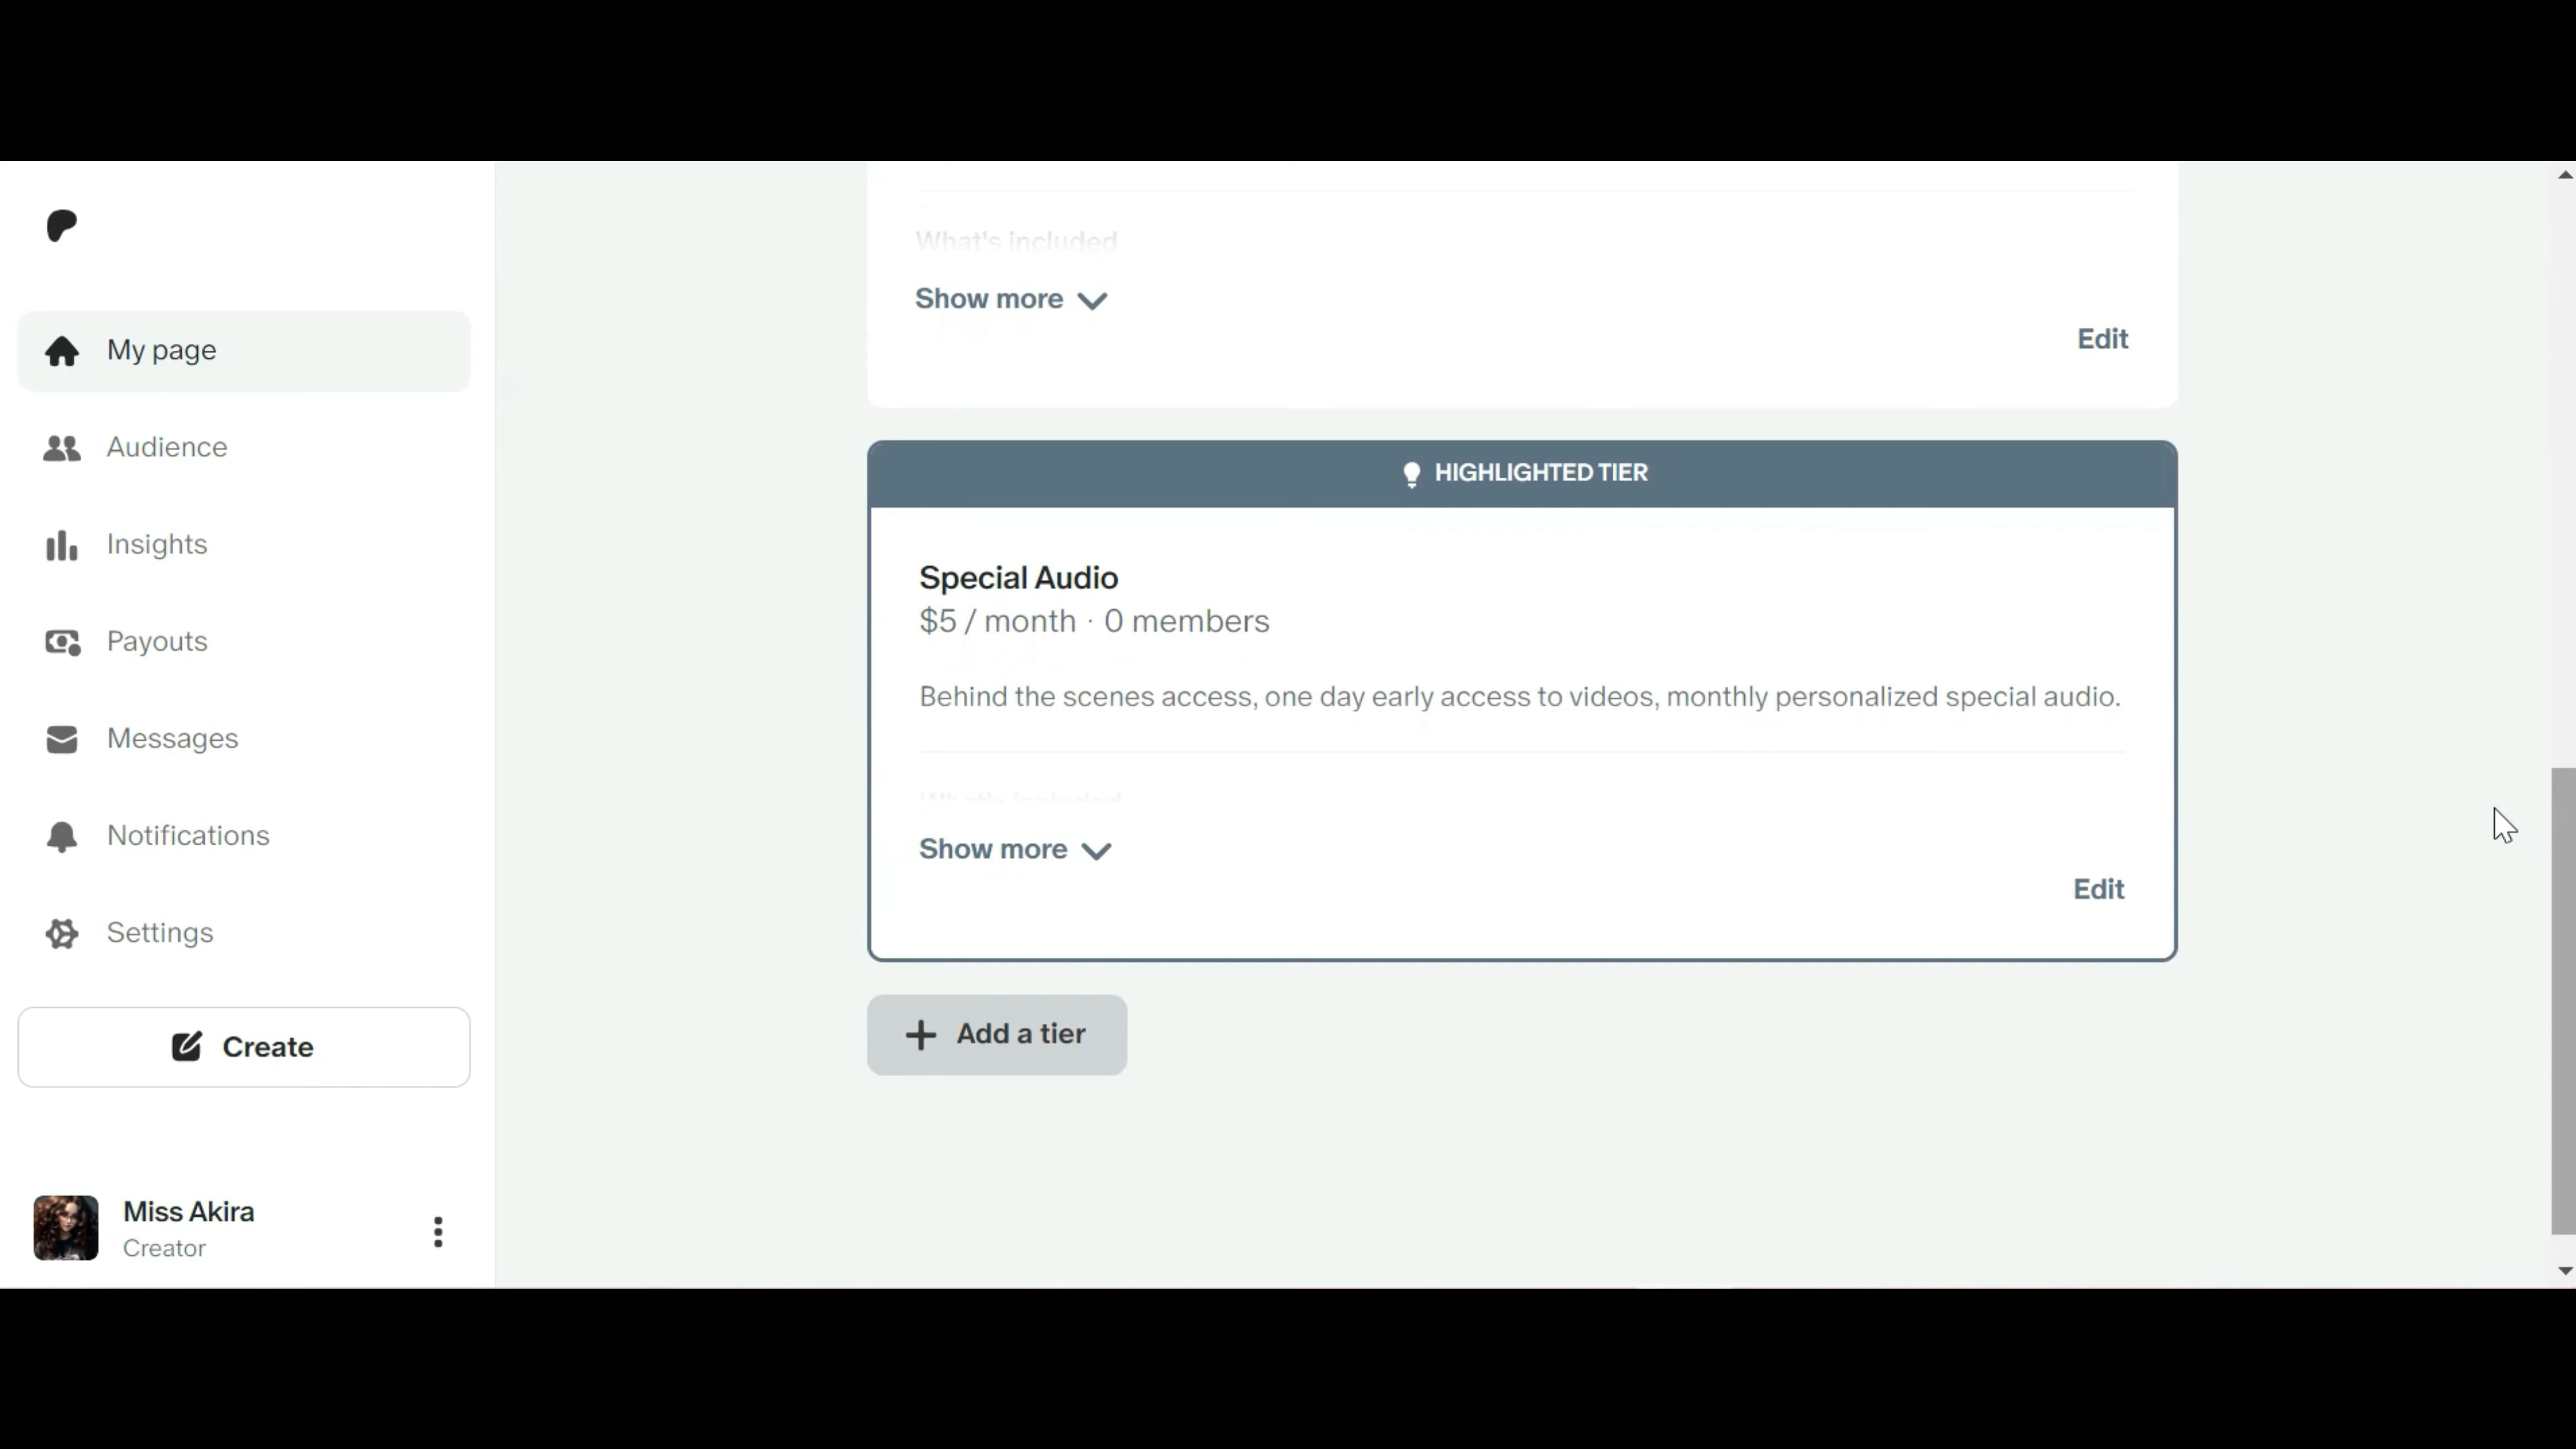 My page
Audience
Insights
Payouts
Messages
Notifications
Settings
Create
Miss Akira
Creator
What's included
Show more
Edit
HIGHLIGHTED TIER
Special Audio
$5 / month · 0 members
Behind the scenes access, one day early access to videos, monthly personalized special audio.
What's included
Show more
Edit
Add a tier